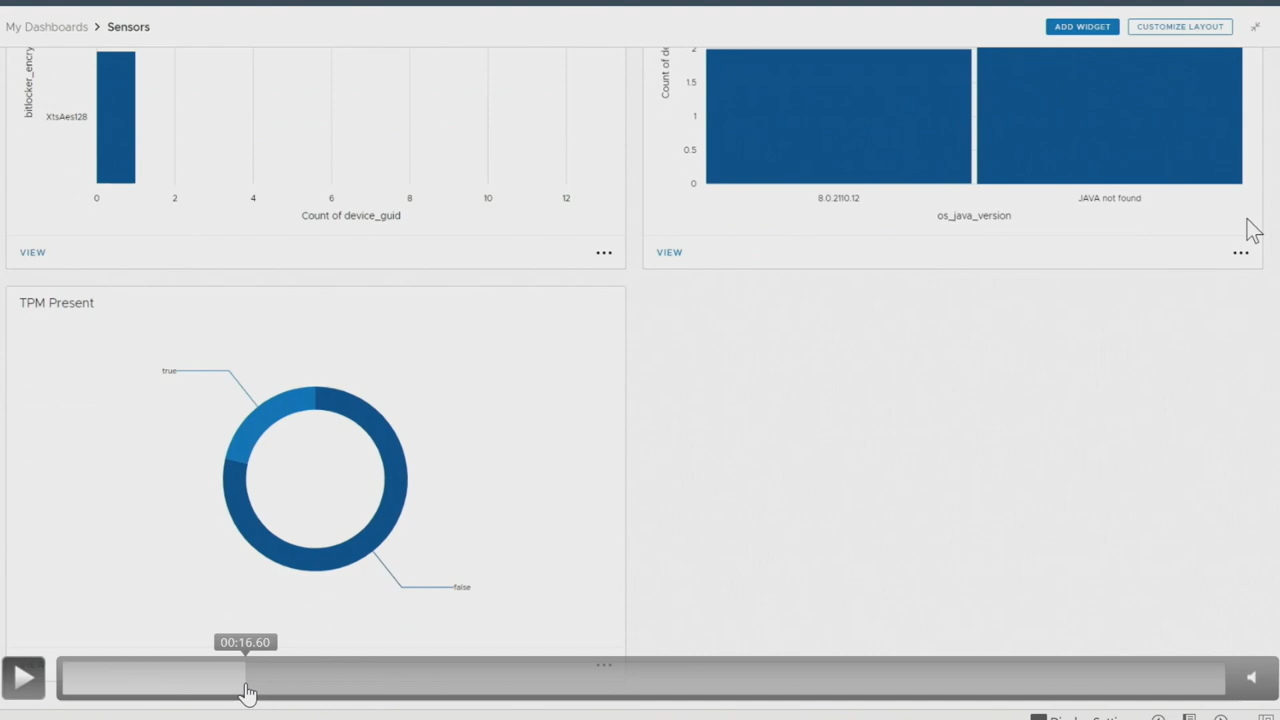 My Dashboards > Sensors
ADD WIDGET
CUSTOMIZE LAYOUT
bitlocker_encry
XtsAes128
0 2 4 6 8 10 12
Count of device_guid
VIEW
Count of de
2
1.5
1
0.5
0
8.0.2110.12 JAVA not found
os_java_version
VIEW
TPM Present
true
false
00:16.60